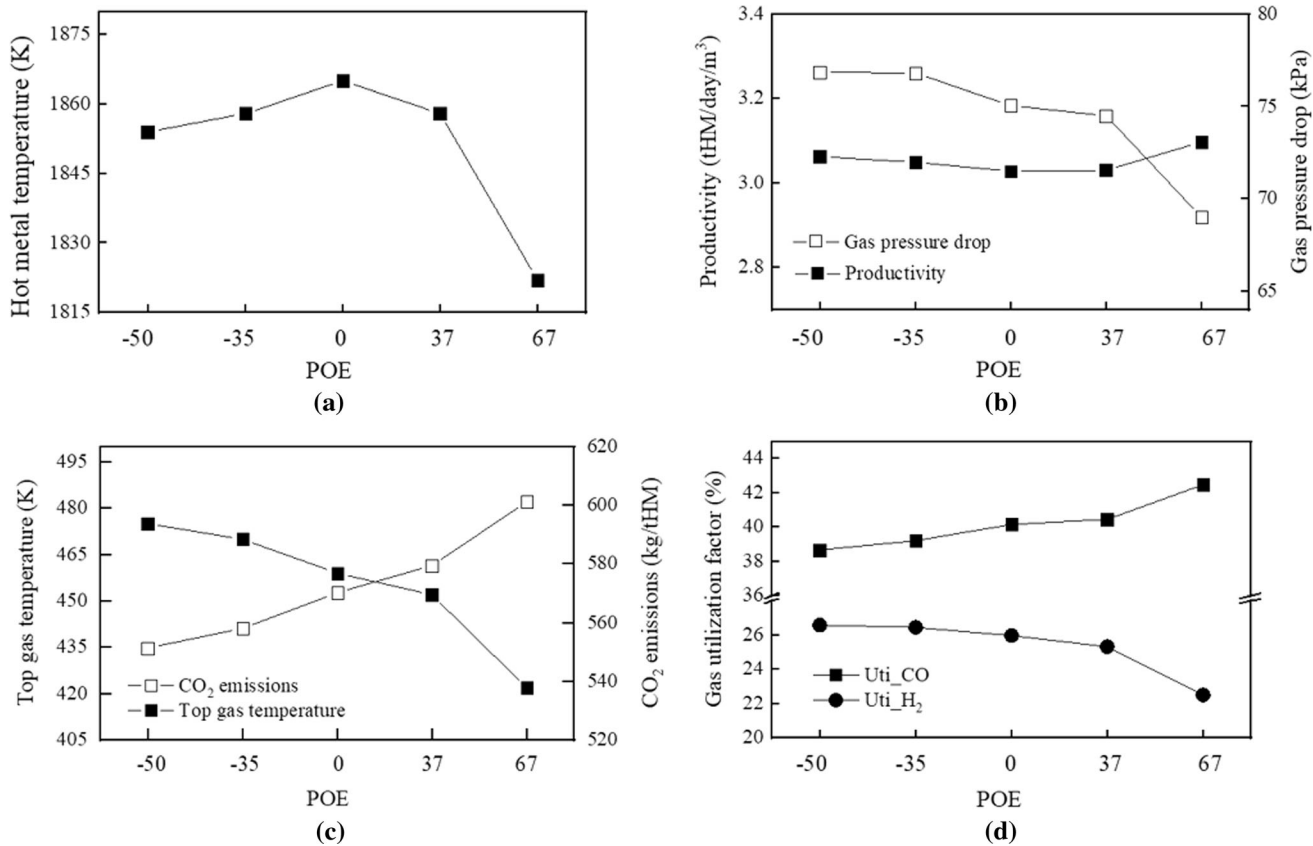 Hot metal temperature (K)
1875
1860
1845
1830
1815
-50 -35 0 37 67
POE
(a)
Productivity (tHM/day/m³)
3.4
3.2
3.0
2.8
Gas pressure drop
Productivity
80
75
70
65
Gas pressure drop (kPa)
-50 -35 0 37 67
POE
(b)
Top gas temperature (K)
495
480
465
450
435
420
405
CO₂ emissions
Top gas temperature
620
600
580
560
540
520
CO₂ emissions (kg/tHM)
-50 -35 0 37 67
POE
(c)
Gas utilization factor (%)
44
42
40
38
36
26
24
22
20
Uti_CO
Uti_H₂
-50 -35 0 37 67
POE
(d)